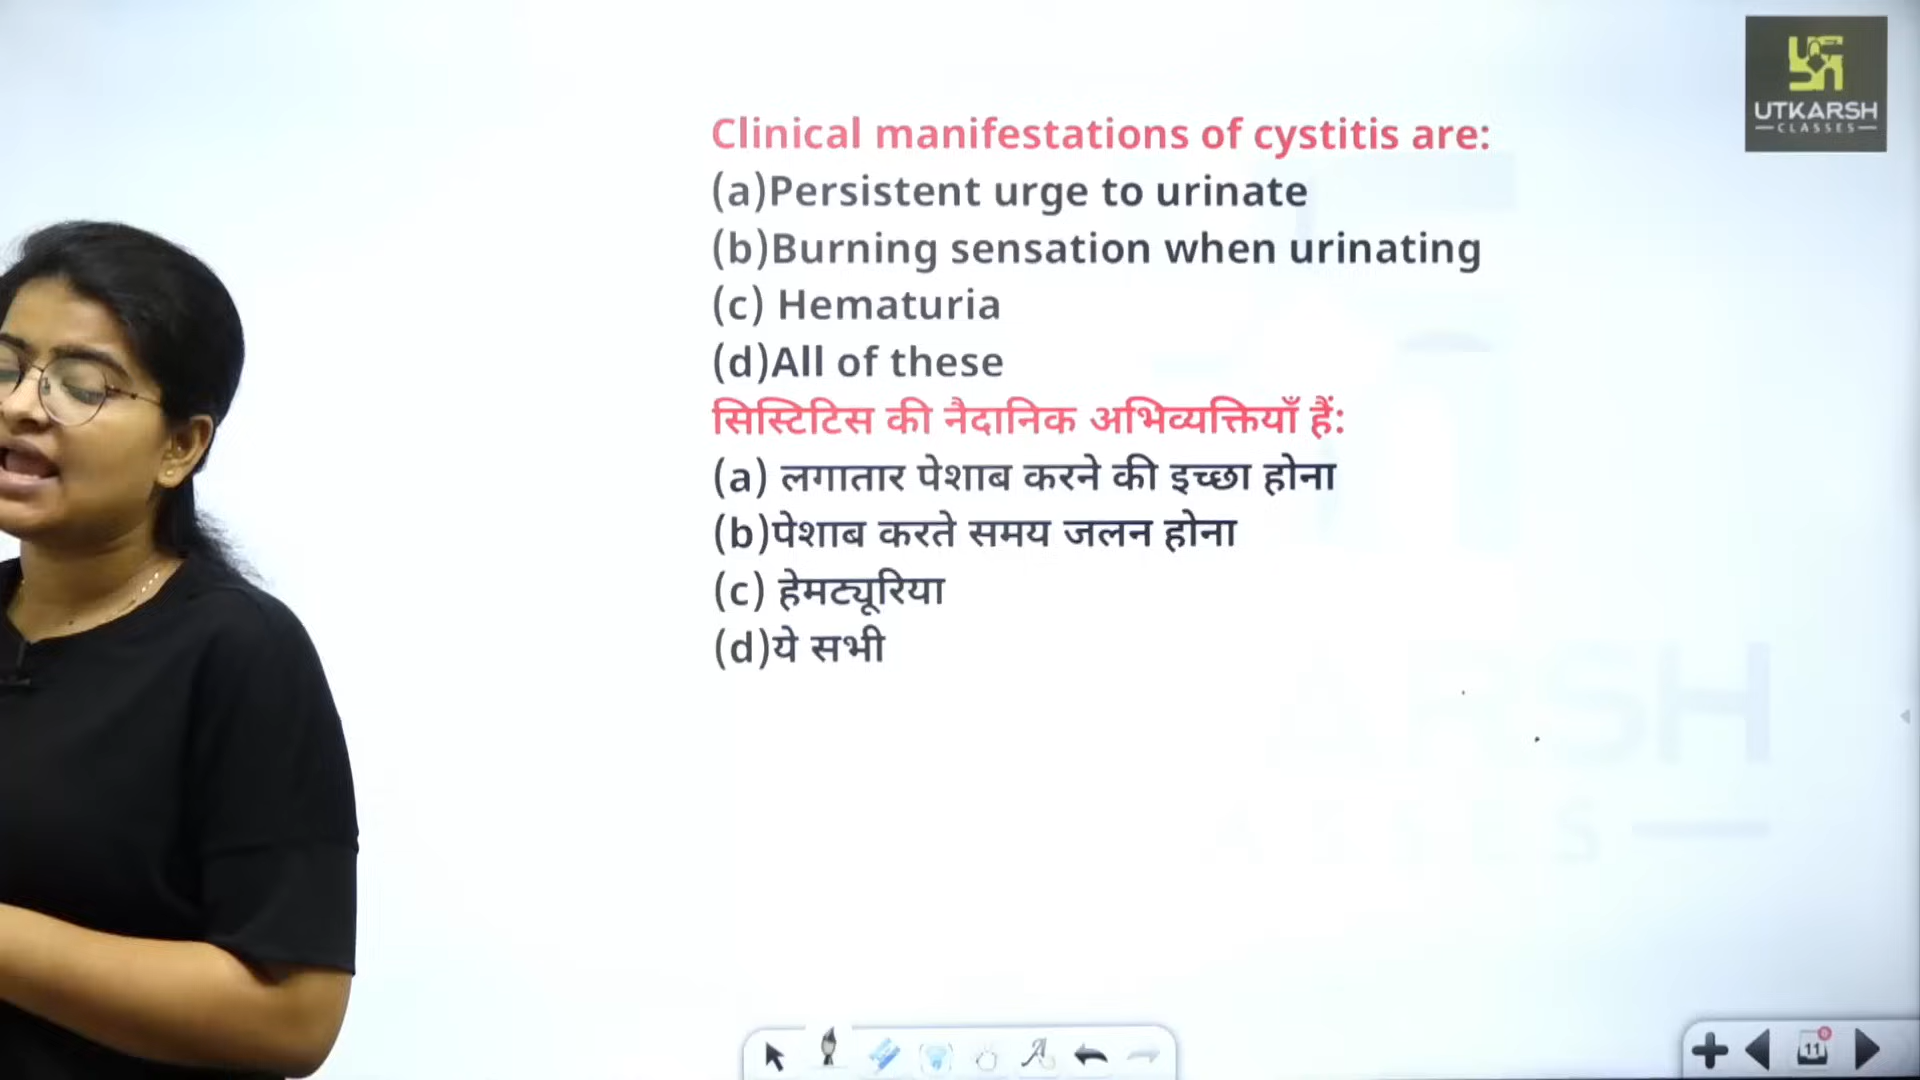 UTKARSH
CLASSES
Clinical manifestations of cystitis are:
(a)Persistent urge to urinate
(b)Burning sensation when urinating
(c) Hematuria
(d)All of these
सिस्टिटिस की नैदानिक अभिव्यक्तियाँ हैं:
(a) लगातार पेशाब करने की इच्छा होना
(b)पेशाब करते समय जलन होना
(c) हेमट्यूरिया
(d)ये सभी
11